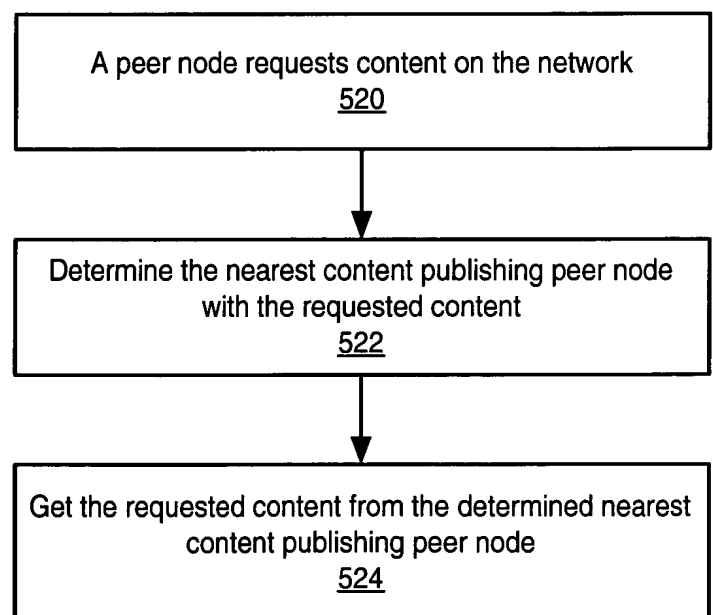 A peer node requests content on the network
520
Determine the nearest content publishing peer node
with the requested content
522
Get the requested content from the determined nearest
content publishing peer node
524